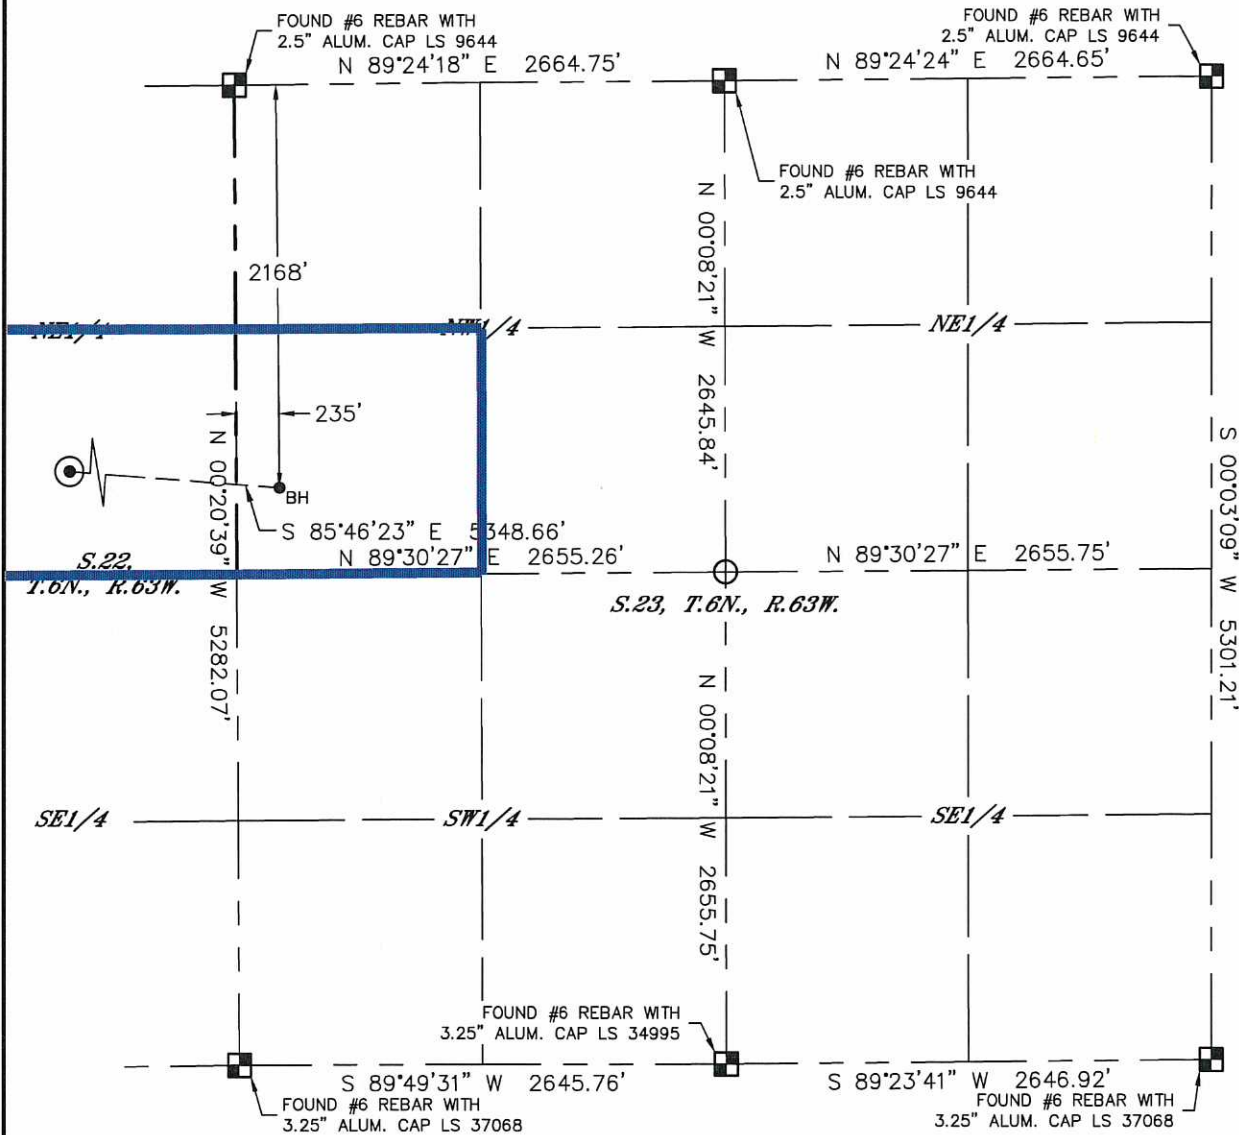 FOUND #6 REBAR WITH
2.5" ALUM. CAP LS 9644
FOUND #6 REBAR WITH
2.5" ALUM. CAP LS 9644
N 89°24'18" E 2664.75'
N 89°24'24" E 2664.65'
FOUND #6 REBAR WITH
2.5" ALUM. CAP LS 9644
N 00°08'21" W 2645.84'
2168'
NE1/4
NW1/4
NE1/4
235'
N 00°20'39" W 5282.07'
BH
S 85°46'23" E 5348.66'
S 00°03'09" W 5301.21'
N 89°30'27" E 2655.26'
N 89°30'27" E 2655.75'
S.22,
T.6N., R.63W.
S.23, T.6N., R.63W.
N 00°08'21" W 2655.75'
SE1/4
SW1/4
SE1/4
FOUND #6 REBAR WITH
3.25" ALUM. CAP LS 34995
S 89°49'31" W 2645.76'
S 89°23'41" W 2646.92'
FOUND #6 REBAR WITH
3.25" ALUM. CAP LS 37068
FOUND #6 REBAR WITH
3.25" ALUM. CAP LS 37068